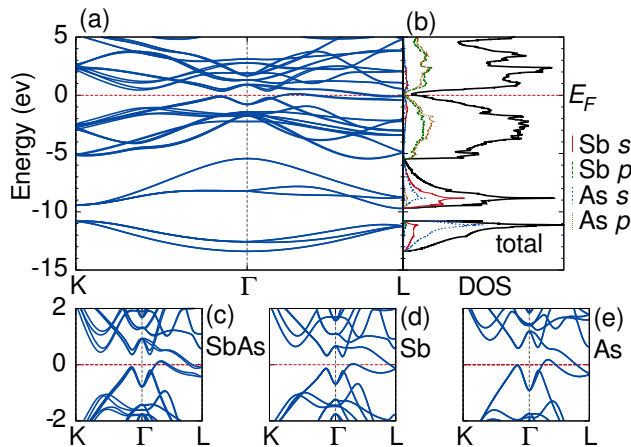 (a)
(b)
5
0
-5
-10
-15
Energy (ev)
K
Γ
L
DOS
total
E_F
Sb s
Sb p
As s
As p
2
0
-2
(c)
SbAs
K
Γ
L
(d)
Sb
K
Γ
L
(e)
As
K
Γ
L